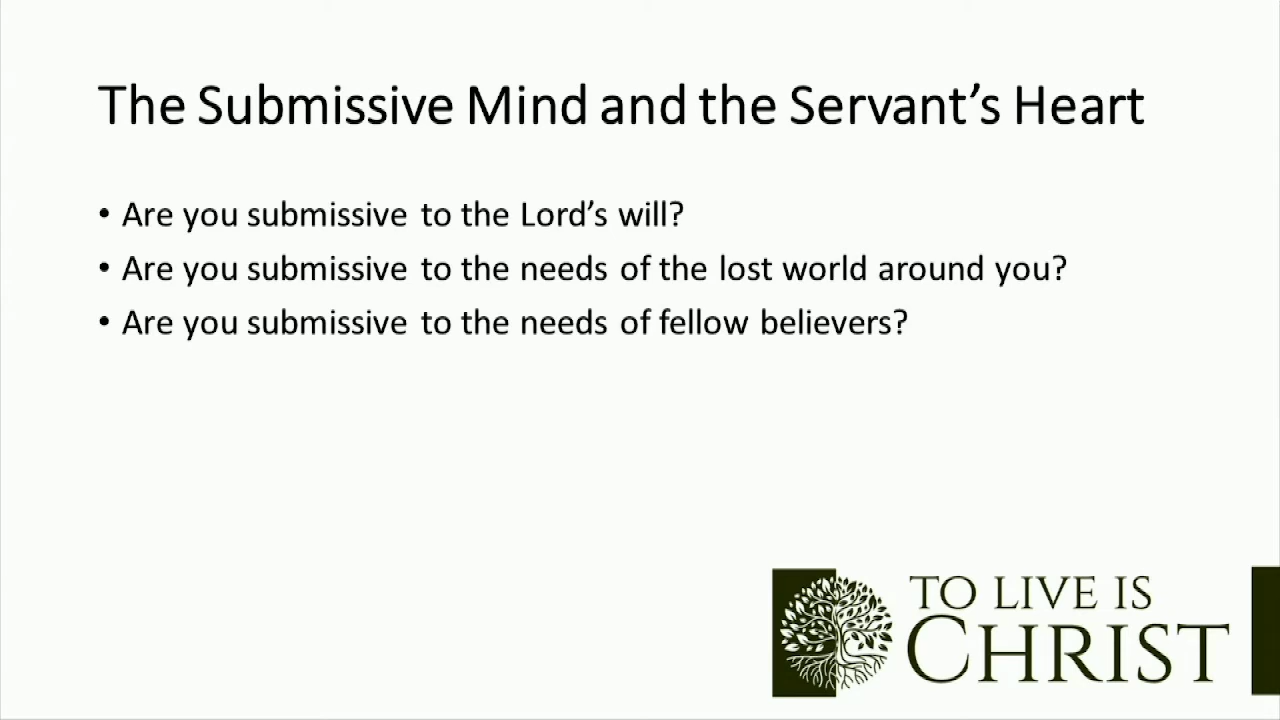 The Submissive Mind and the Servant’s Heart
• Are you submissive to the Lord’s will?
• Are you submissive to the needs of the lost world around you?
• Are you submissive to the needs of fellow believers?
TO LIVE IS
CHRIST